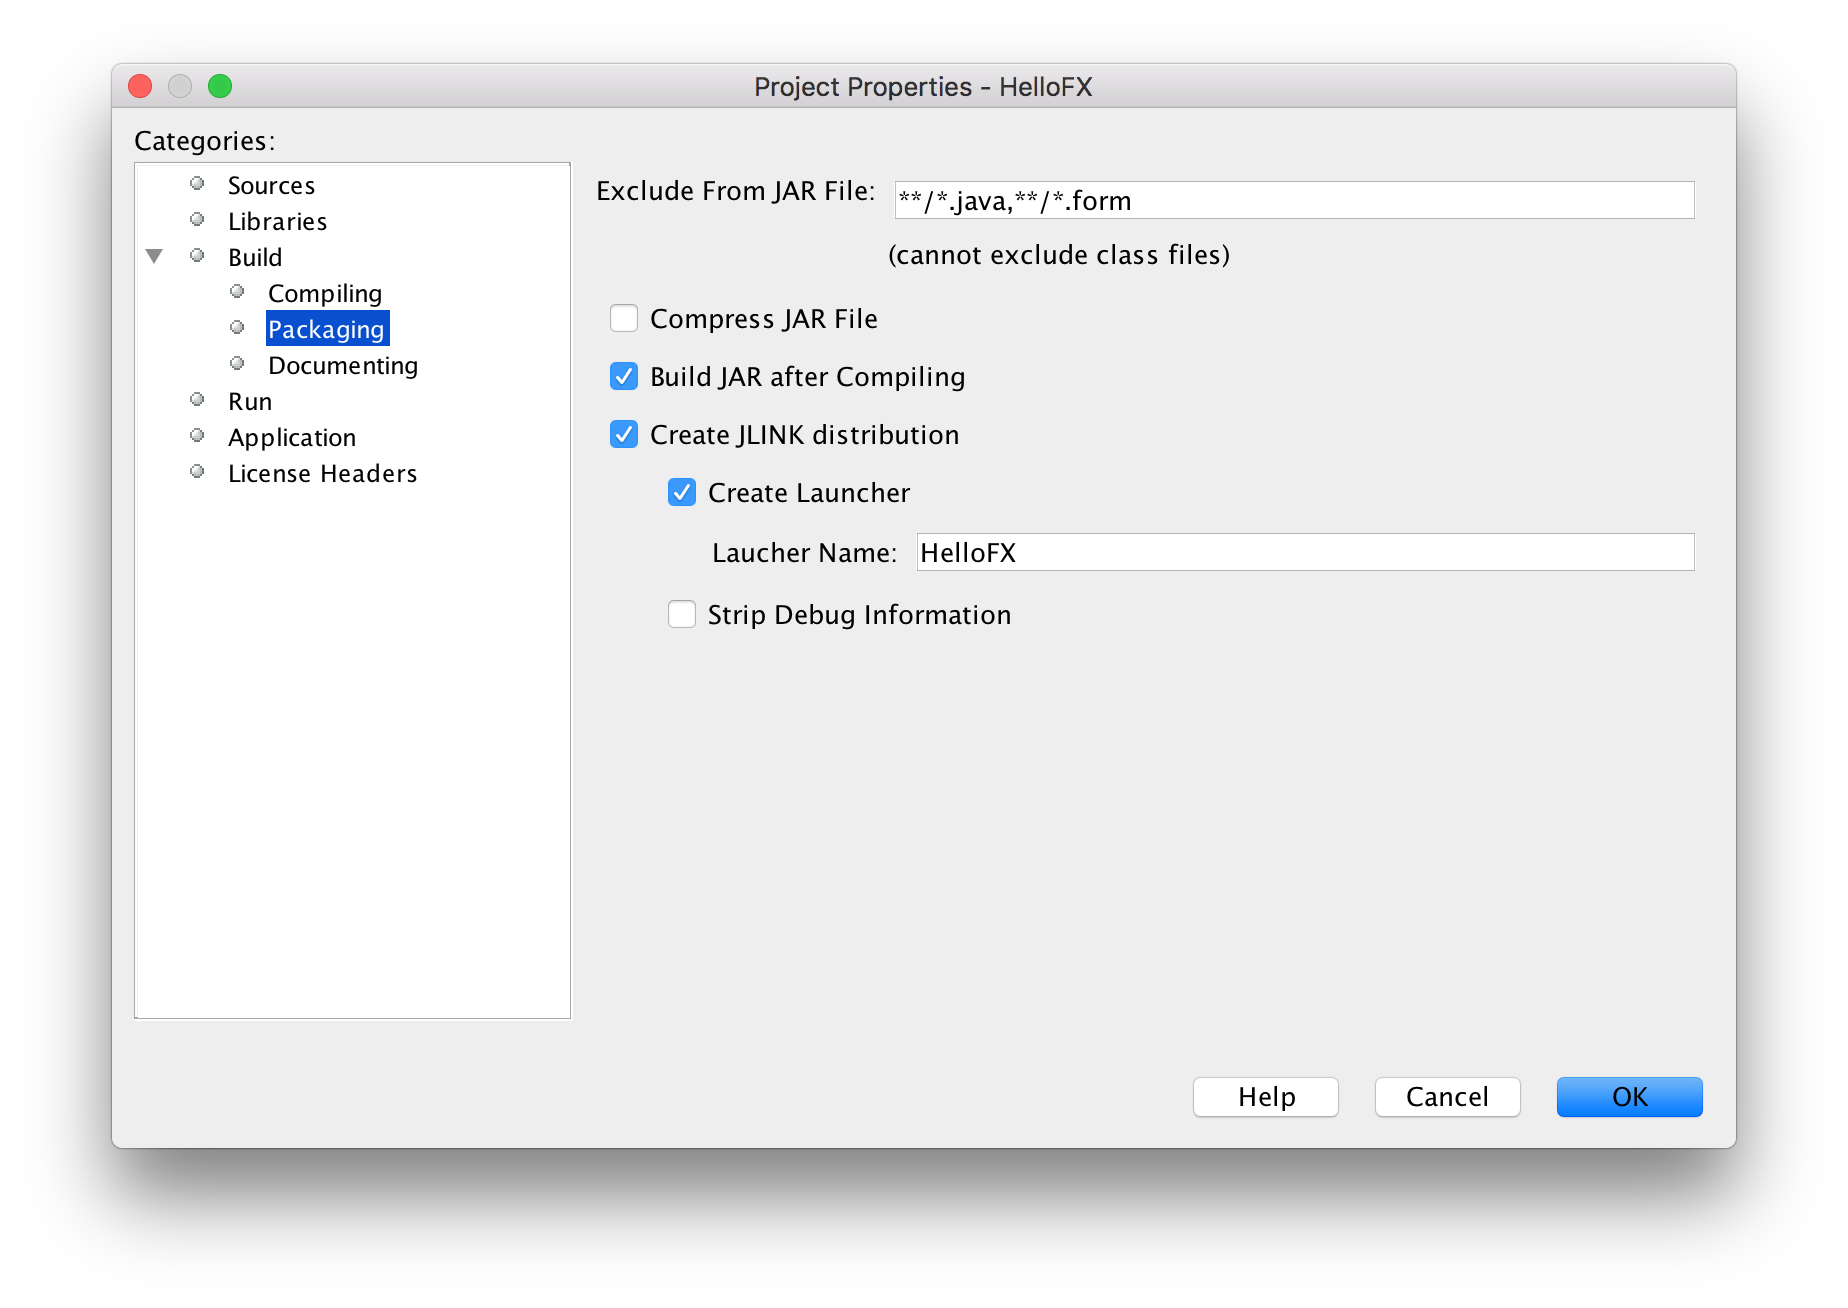 Project Properties - HelloFX
Categories:
Sources
Libraries
Build
Compiling
Packaging
Documenting
Run
Application
License Headers
Exclude From JAR File: **/*.java,**/*.form
(cannot exclude class files)
Compress JAR File
Build JAR after Compiling
Create JLINK distribution
Create Launcher
Laucher Name: HelloFX
Strip Debug Information
Help Cancel OK